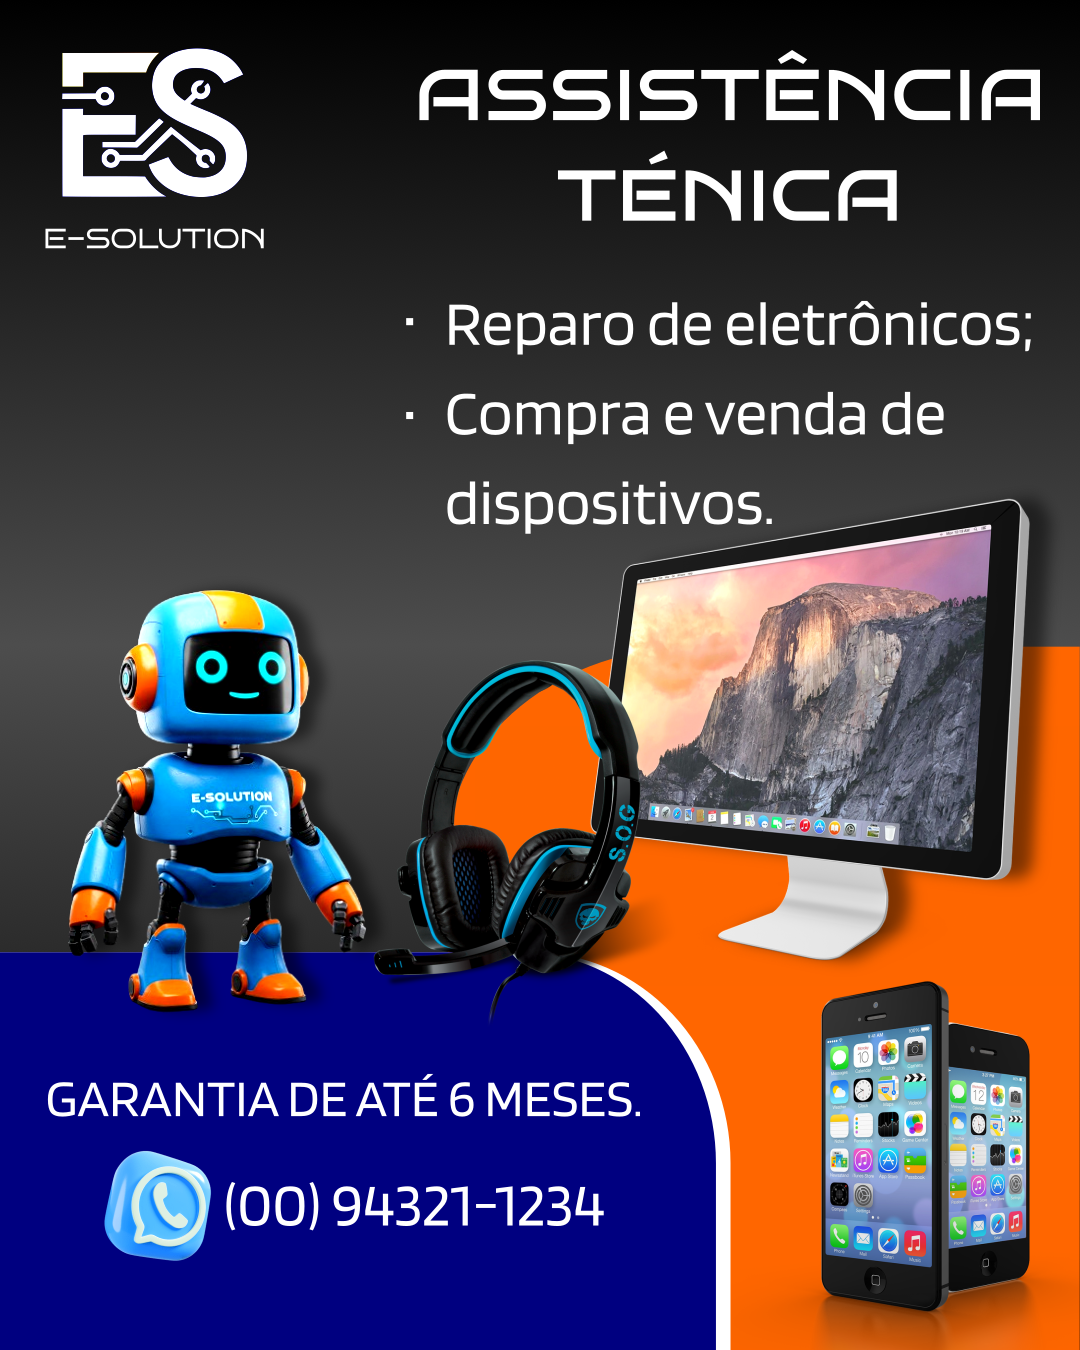 ES
E-SOLUTION
ASSISTÊNCIA
TÉNICA
· Reparo de eletrônicos;
· Compra e venda de
dispositivos.
E-SOLUTION
S.O.G
GARANTIA DE ATÉ 6 MESES.
(00) 94321-1234